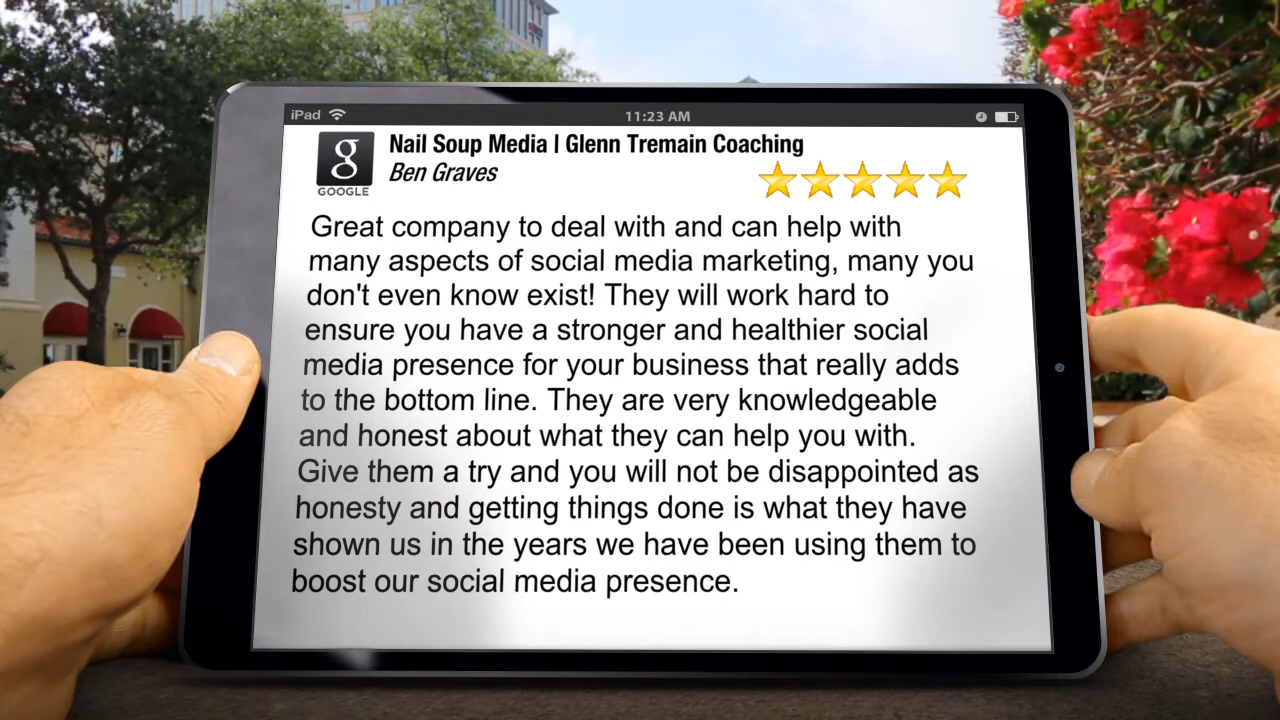 iPad 11:23 AM
g
GOOGLE
Nail Soup Media | Glenn Tremain Coaching
Ben Graves
Great company to deal with and can help with
many aspects of social media marketing, many you
don't even know exist! They will work hard to
ensure you have a stronger and healthier social
media presence for your business that really adds
to the bottom line. They are very knowledgeable
and honest about what they can help you with.
Give them a try and you will not be disappointed as
honesty and getting things done is what they have
shown us in the years we have been using them to
boost our social media presence.